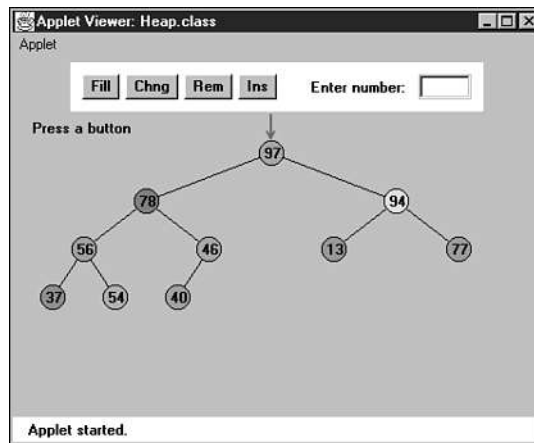 Applet Viewer: Heap.class
Applet
Fill Chng Rem Ins Enter number:
Press a button
97
78 94
56 46 13 77
37 54 40
Applet started.